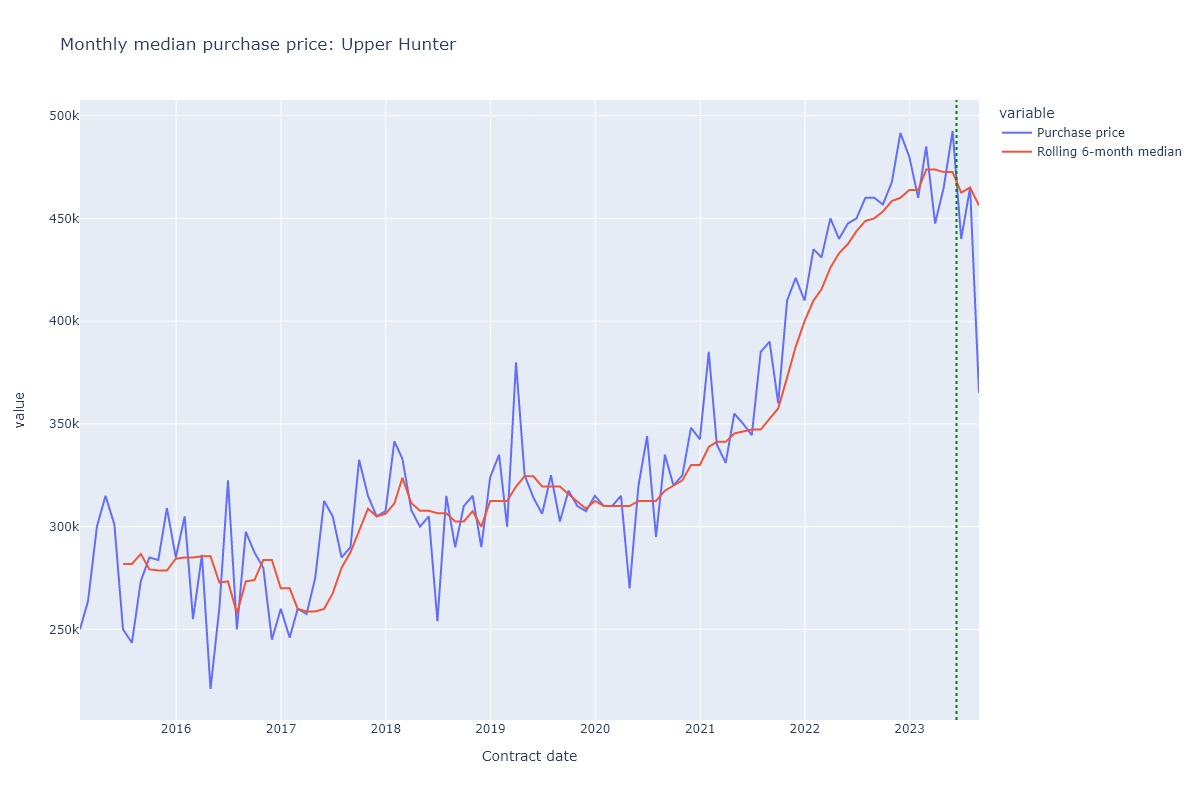 Monthly median purchase price: Upper Hunter
variable
Purchase price
Rolling 6-month median
value
500k
450k
400k
350k
300k
250k
2016
2017
2018
2019
2020
2021
2022
2023
Contract date